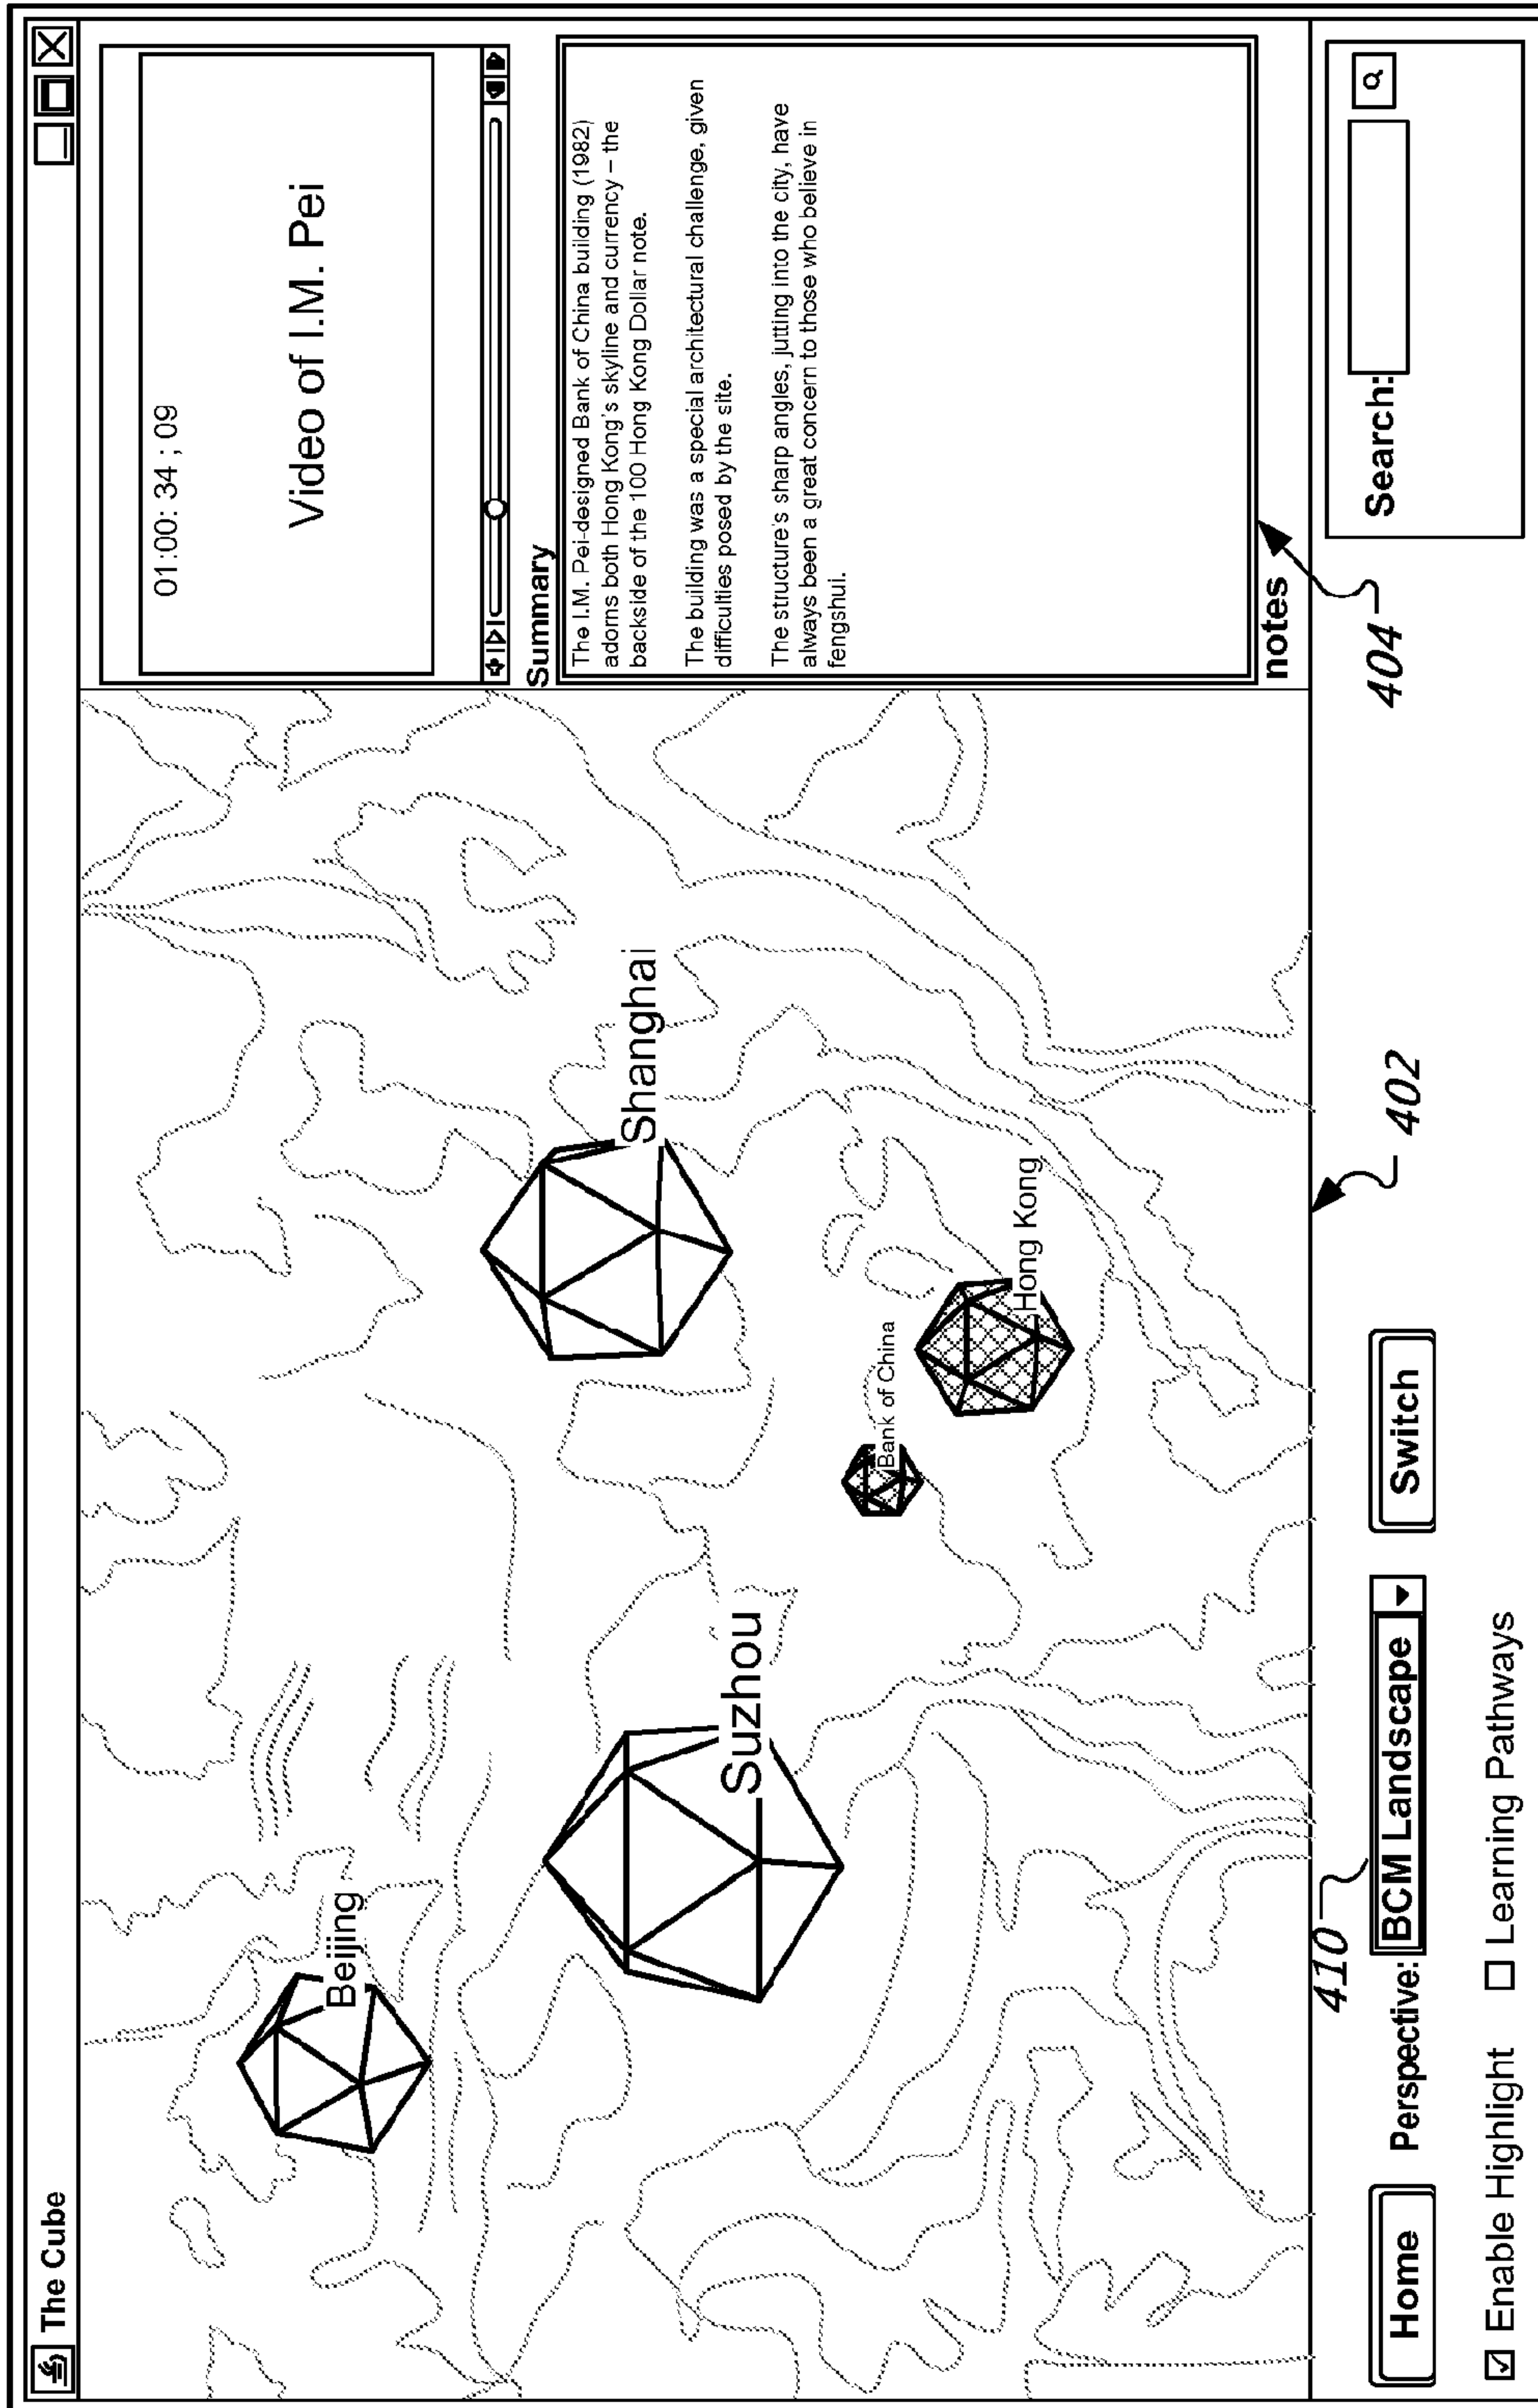 The Cube
Beijing
Suzhou
Shanghai
Bank of China
Hong Kong
01:00: 34 ; 09
Video of I.M. Pei
Summary
The I.M. Pei-designed Bank of China building (1982)
adorns both Hong Kong's skyline and currency – the
backside of the 100 Hong Kong Dollar note.
The building was a special architectural challenge, given
difficulties posed by the site.
The structure's sharp angles, jutting into the city, have
always been a great concern to those who believe in
fengshui.
notes
404
402
410
Home Perspective: BCM Landscape Switch
Search:
Enable Highlight Learning Pathways